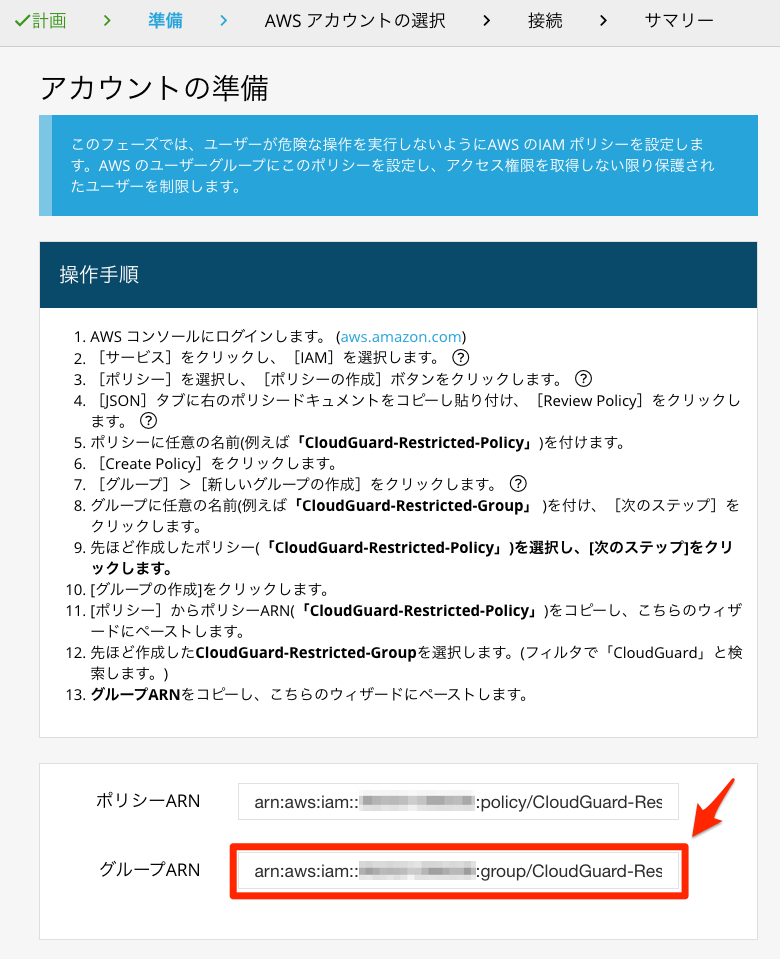 計画 > 準備 > AWS アカウントの選択 > 接続 > サマリー
アカウントの準備
このフェーズでは、ユーザーが危険な操作を実行しないようにAWS のIAM ポリシーを設定しま
す。AWS のユーザーグループにこのポリシーを設定し、アクセス権限を取得しない限り保護され
たユーザーを制限します。
操作手順
1. AWS コンソールにログインします。 (aws.amazon.com)
2. ［サービス］をクリックし、［IAM］を選択します。 ?
3. ［ポリシー］を選択し、［ポリシーの作成］ボタンをクリックします。 ?
4. ［JSON］タブに右のポリシードキュメントをコピーし貼り付け、［Review Policy］をクリックし
ます。 ?
5. ポリシーに任意の名前(例えば「CloudGuard-Restricted-Policy」)を付けます。
6. ［Create Policy］をクリックします。
7. ［グループ］＞［新しいグループの作成］をクリックします。 ?
8. グループに任意の名前(例えば「CloudGuard-Restricted-Group」 )を付け、［次のステップ］を
クリックします。
9. 先ほど作成したポリシー(「CloudGuard-Restricted-Policy」)を選択し、[次のステップ]をクリ
ックします。
10. [グループの作成]をクリックします。
11. [ポリシー］からポリシーARN(「CloudGuard-Restricted-Policy」)をコピーし、こちらのウィザ
ードにペーストします。
12. 先ほど作成したCloudGuard-Restricted-Groupを選択します。(フィルタで「CloudGuard」と検
索します。)
13. グループARNをコピーし、こちらのウィザードにペーストします。
ポリシーARN arn:aws:iam:: :policy/CloudGuard-Res
グループARN arn:aws:iam:: :group/CloudGuard-Res